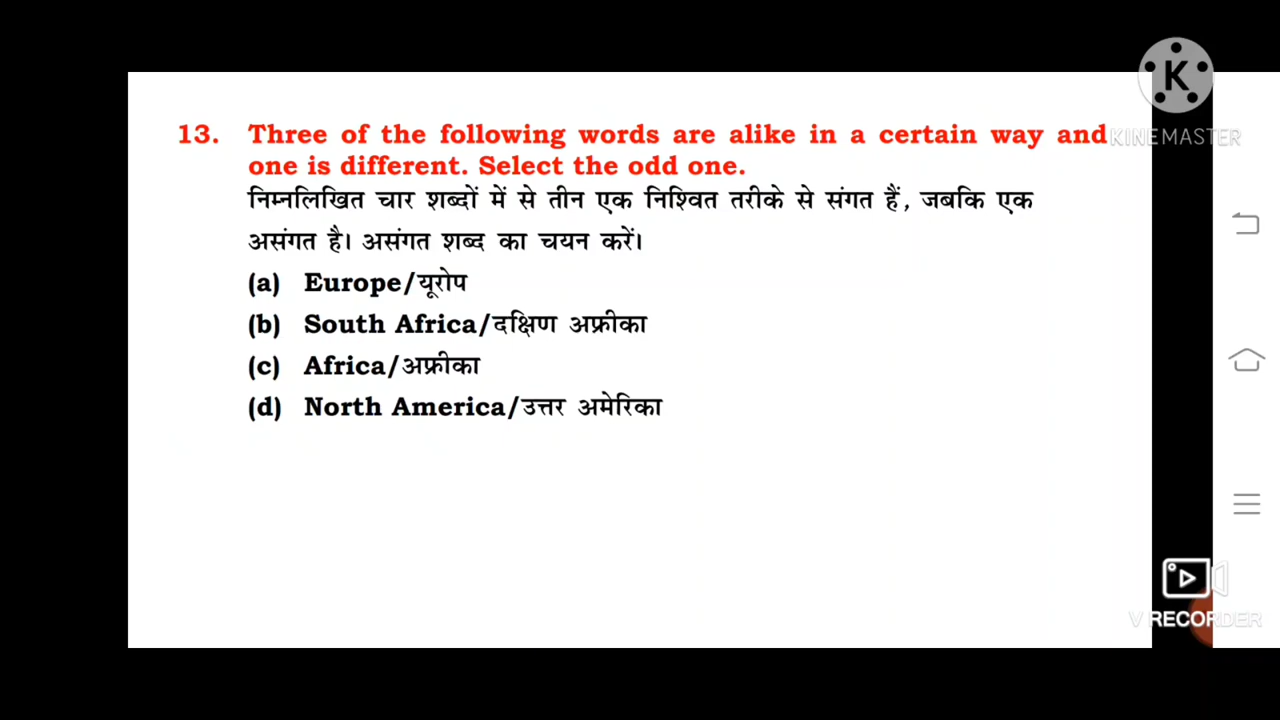 13. Three of the following words are alike in a certain way and
one is different. Select the odd one.
निम्नलिखित चार शब्दों में से तीन एक निश्चित तरीके से संगत हैं, जबकि एक
असंगत है। असंगत शब्द का चयन करें।
(a) Europe/यूरोप
(b) South Africa/दक्षिण अफ्रीका
(c) Africa/अफ्रीका
(d) North America/उत्तर अमेरिका
K
KINEMASTER
V RECORDER